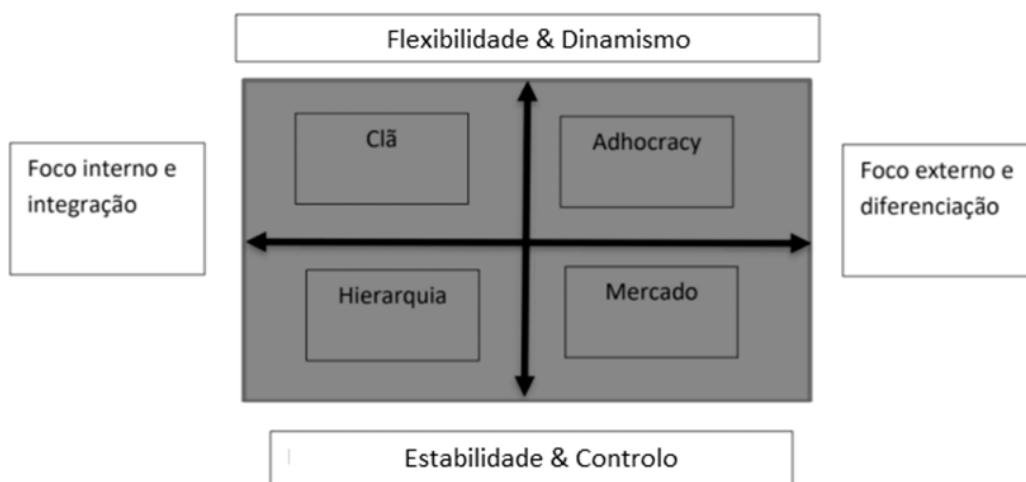 Flexibilidade & Dinamismo
Clã
Adhocracy
Foco interno e
integração
Foco externo e
diferenciação
Hierarquia
Mercado
Estabilidade & Controlo